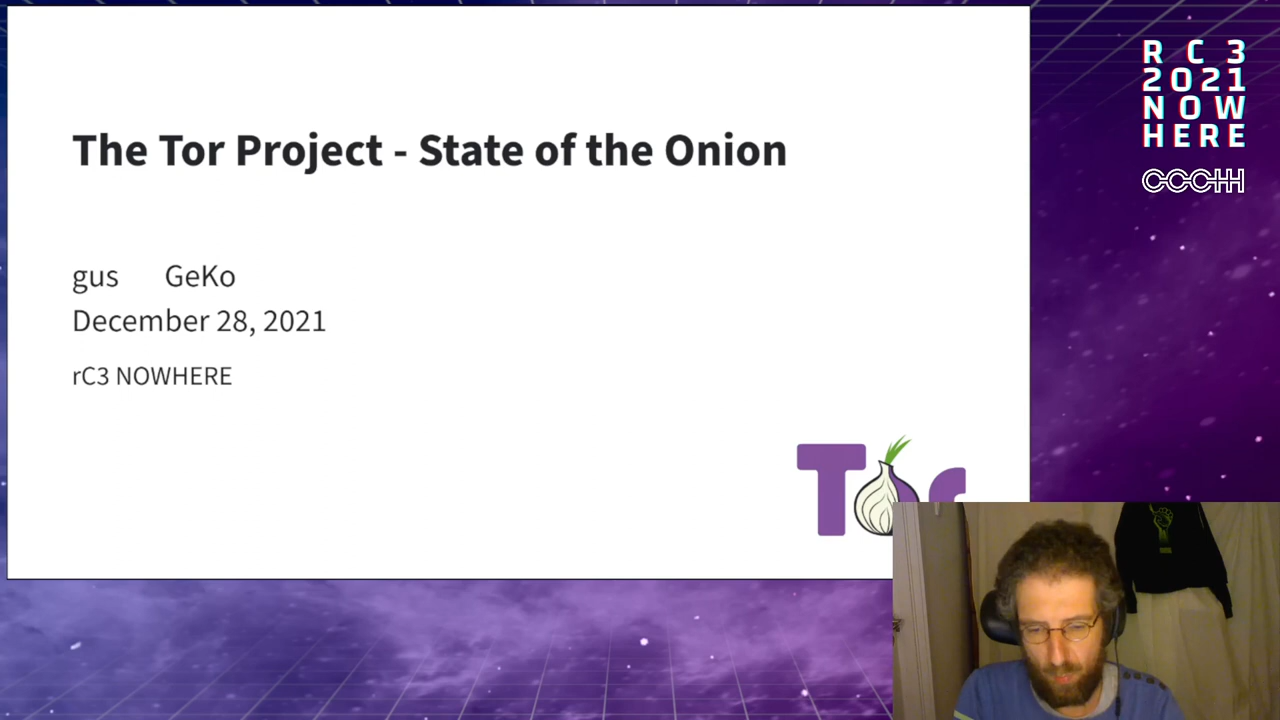 The Tor Project - State of the Onion
gus GeKo
December 28, 2021
rC3 NOWHERE
Tor
R C 3
2021
NOW
HERE
CCCHH